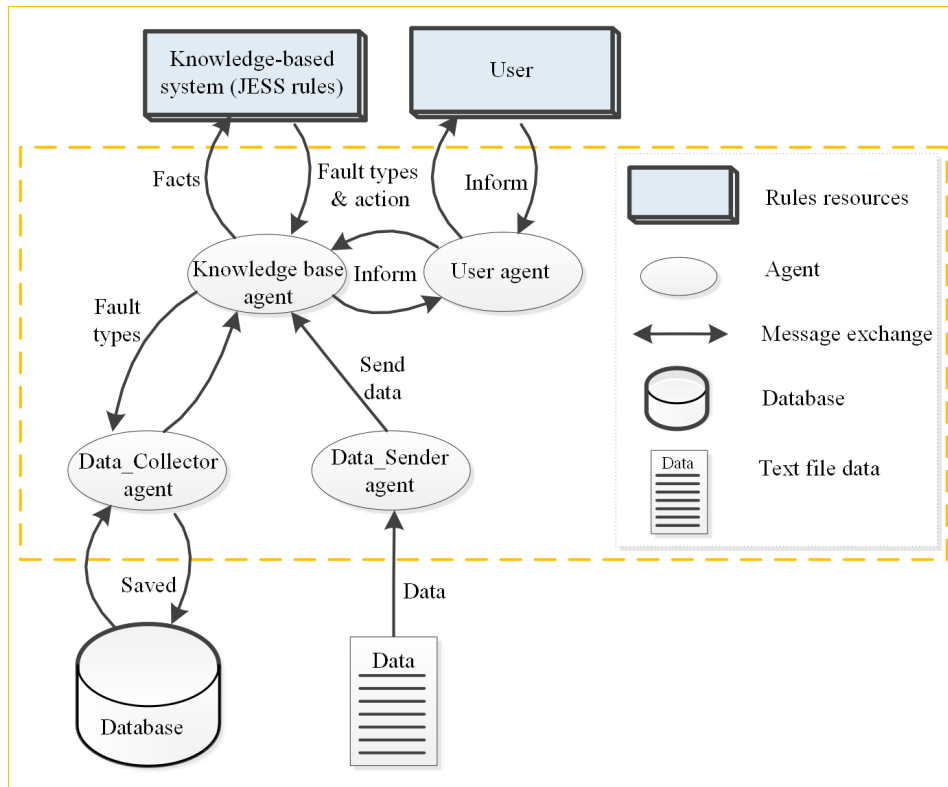 Knowledge-based
system (JESS rules)
User
Facts
Fault types
& action
Inform
Rules resources
Knowledge base
agent
Inform
User agent
Agent
Fault
types
Message exchange
Send
data
Database
Data_Collector
agent
Data_Sender
agent
Data
Text file data
Saved
Data
Database
Data